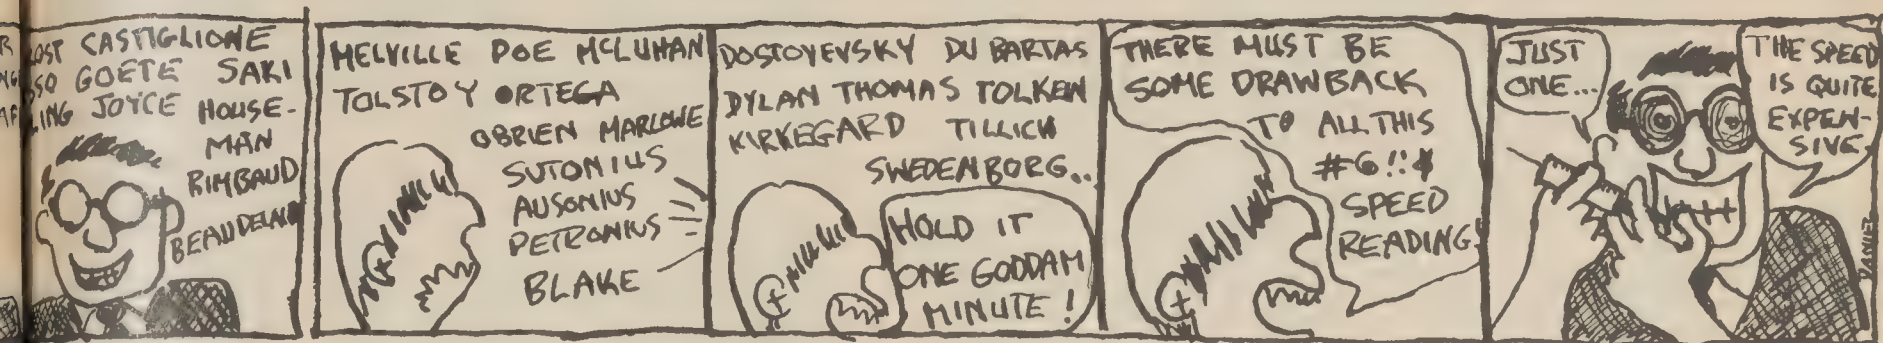 CASTIGLIONE
GOETE SAKI
JOYCE HOUSE-
MAN
RIMBAUD
MELVILLE POE MCLUHAN
TOLSTOY ORTEGA
OBRIEN MARLOWE
SUTONIUS
AUSONIUS
PETRONIUS
BLAKE
DOSTOYEVSKY DU BARTAS
DYLAN THOMAS TOLKEIN
KIRKEGARD TILLICH
SWEDENBORG..
HOLD IT
ONE GODDAM
MINUTE!
THERE MUST BE
SOME DRAWBACK
TO ALL THIS
#6!!$
SPEED
READING!
JUST
ONE...
THE SPEED
IS QUITE
EXPEN-
SIVE.